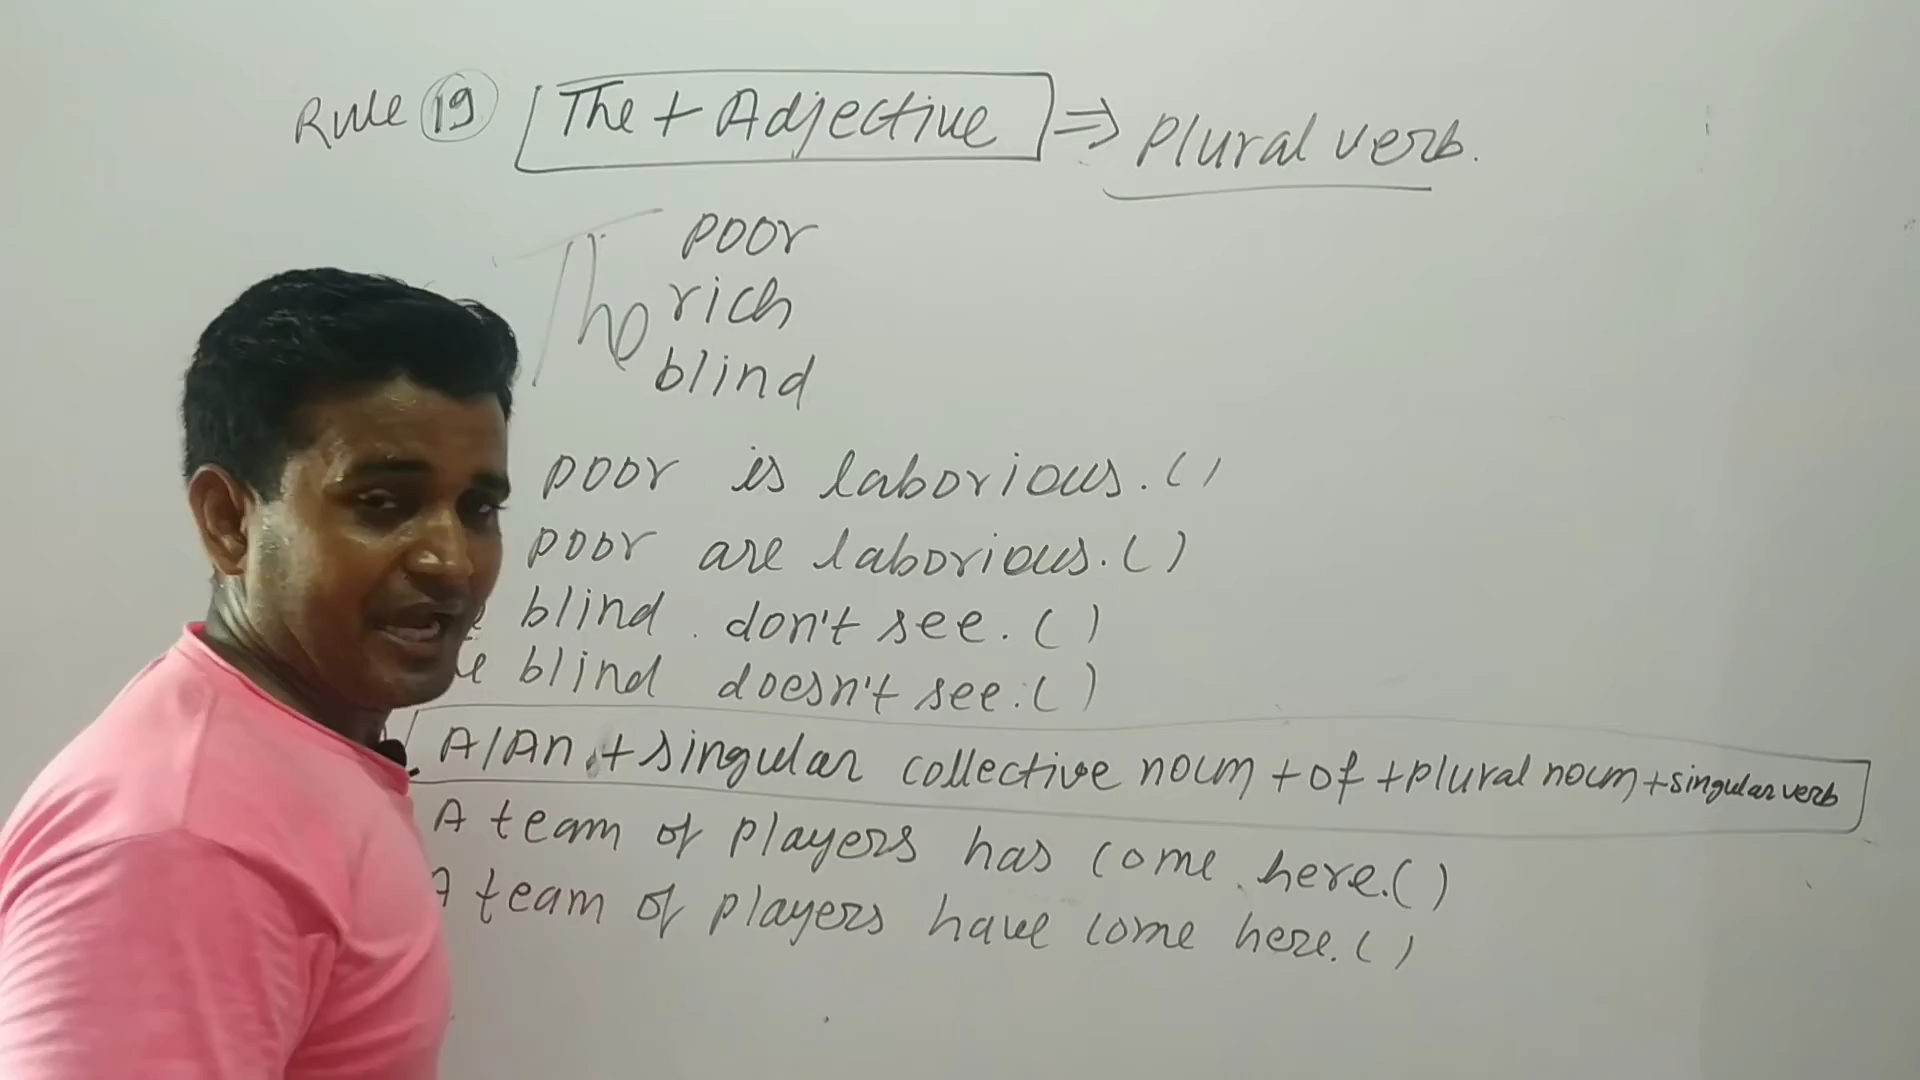 Rule 19 The + Adjective ⇒ Plural verb.
poor
The rich
blind
poor is laborious. ( )
poor are laborious. ( )
blind don't see. ( )
blind doesn't see. ( )
A/An + singular collective noun + of + plural noun + singular verb
A team of players has come here. ( )
A team of players have come here. ( )